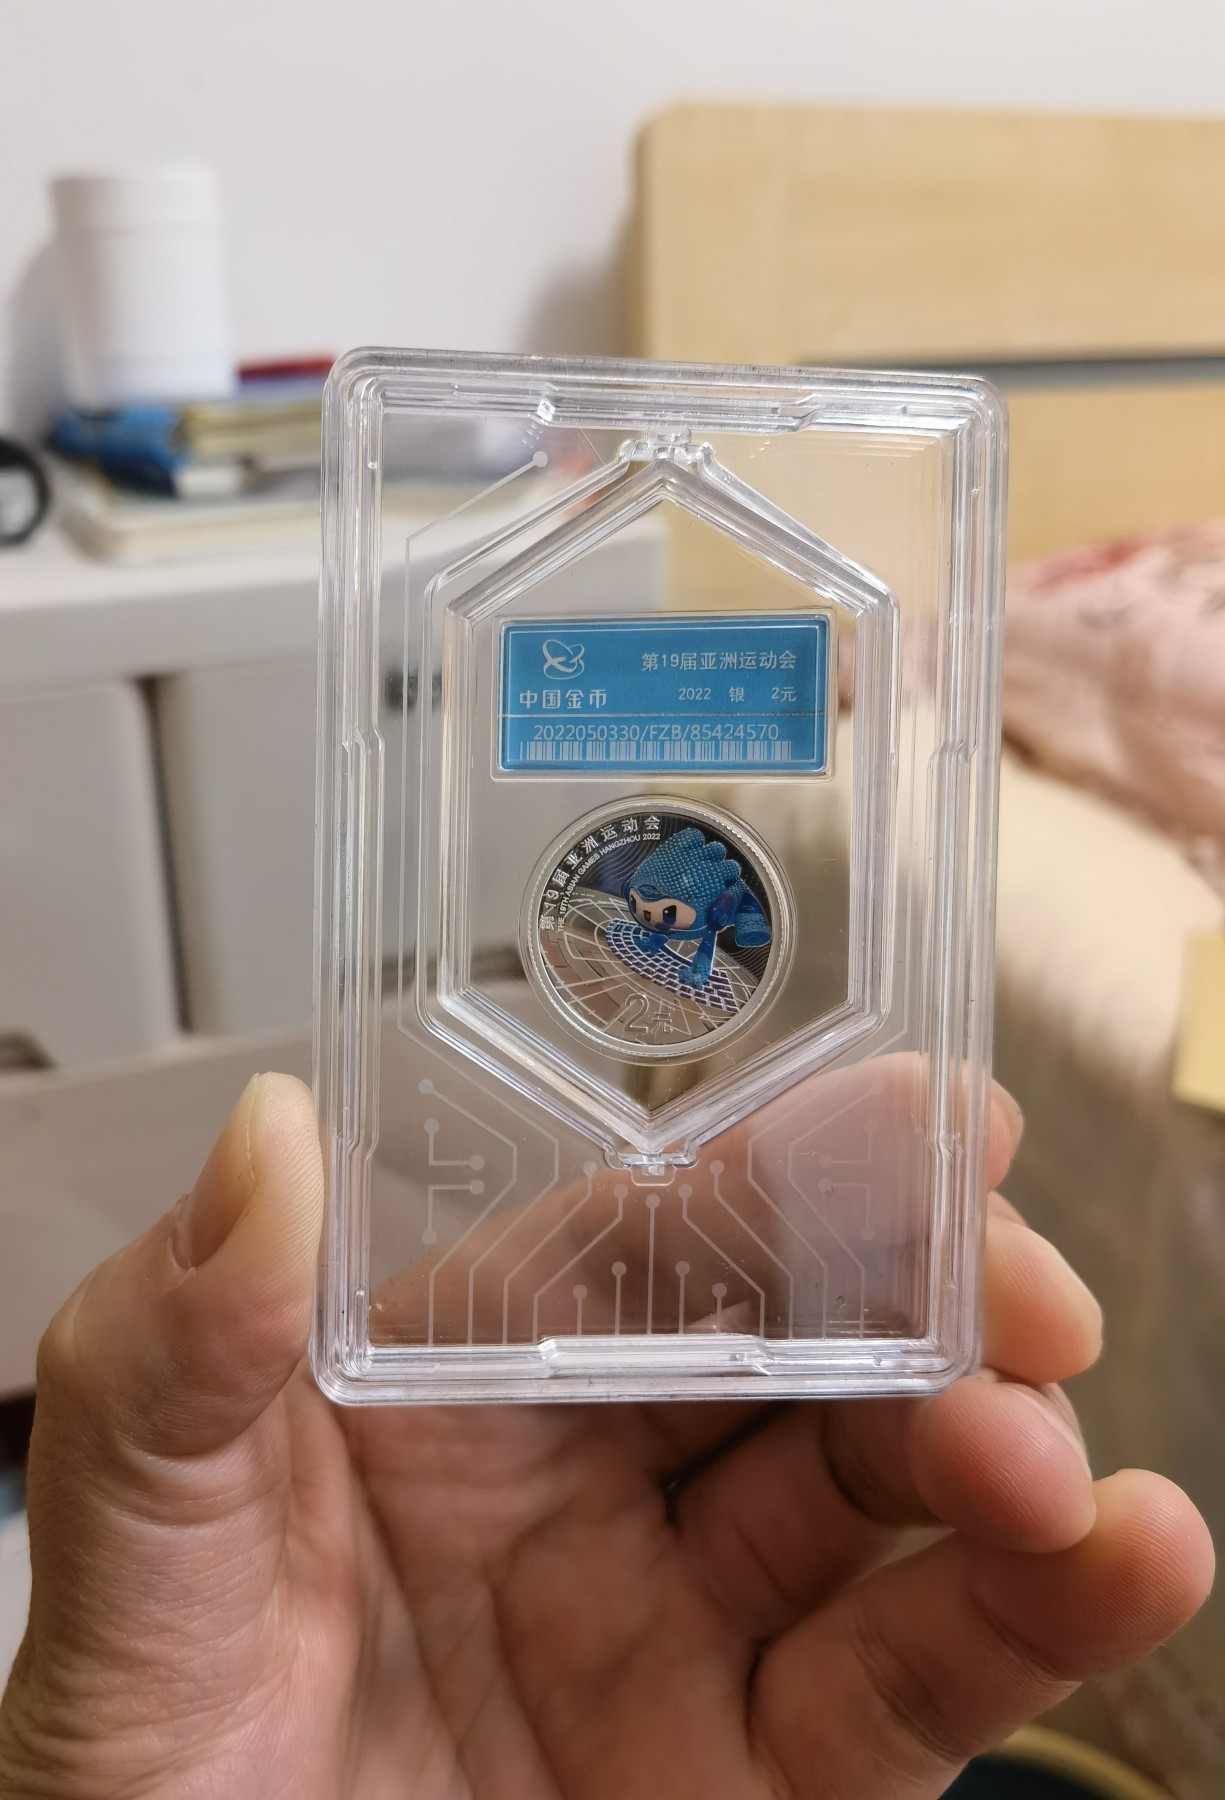 第19届亚洲运动会
中国金币
2022 银 2元
2022050330/FZB/85424570
第19届亚洲运动会
THE 19TH ASIAN GAMES HANGZHOU 2022
2元